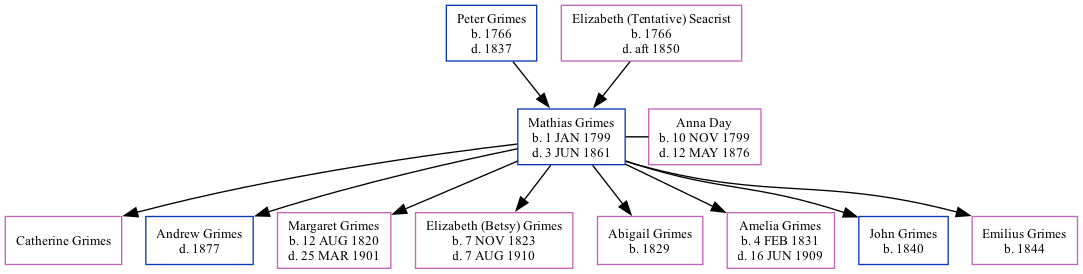 Peter Grimes
b. 1766
d. 1837
Elizabeth (Tentative) Seacrist
b. 1766
d. aft 1850
Mathias Grimes
b. 1 JAN 1799
d. 3 JUN 1861
Anna Day
b. 10 NOV 1799
d. 12 MAY 1876
Catherine Grimes
Andrew Grimes
d. 1877
Margaret Grimes
b. 12 AUG 1820
d. 25 MAR 1901
Elizabeth (Betsy) Grimes
b. 7 NOV 1823
d. 7 AUG 1910
Abigail Grimes
b. 1829
Amelia Grimes
b. 4 FEB 1831
d. 16 JUN 1909
John Grimes
b. 1840
Emilius Grimes
b. 1844